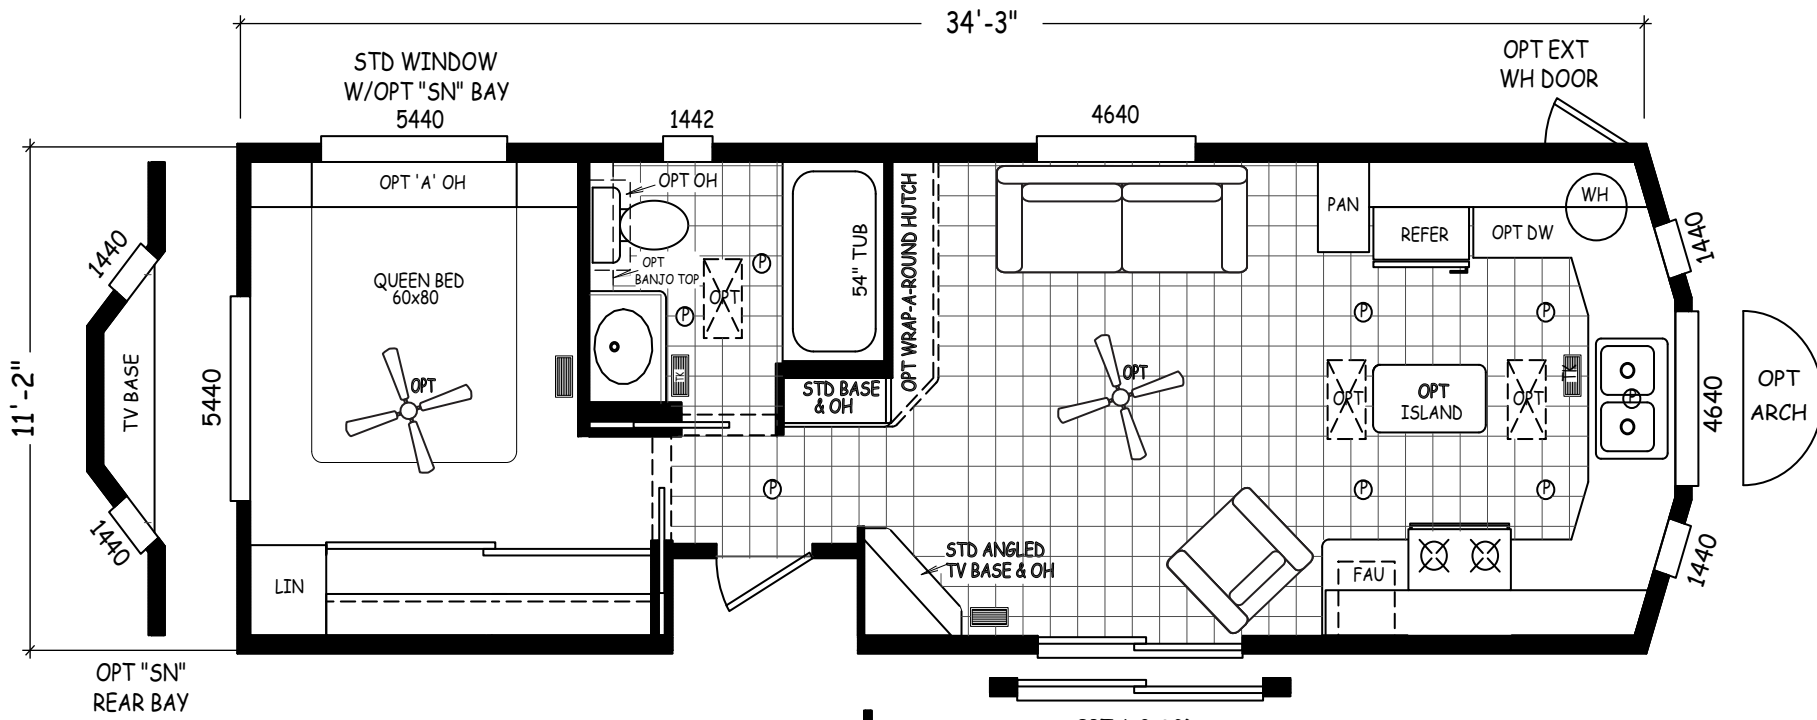 34'-3"
STD WINDOW
W/OPT "SN" BAY
5440
1442
4640
OPT EXT
WH DOOR
OPT 'A' OH
OPT OH
PAN
WH
1440
REFER
OPT DW
1440
QUEEN BED
60x80
OPT
BANJO TOP
P
OPT
54" TUB
OPT WRAP-A-ROUND HUTCH
P
P
P
TV BASE
11'-2"
5440
OPT
TK
STD BASE
& OH
OPT
OPT
OPT
ISLAND
OPT
TK
P
4640
OPT
ARCH
P
P
P
1440
STD ANGLED
TV BASE & OH
1440
LIN
FAU
OPT "SN"
REAR BAY